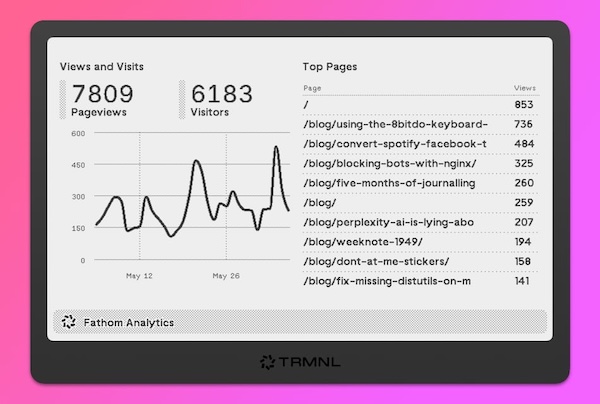 Views and Visits
7809
Pageviews
6183
Visitors
600
450
300
150
0
May 12
May 26
Top Pages
Page Views
/ 853
/blog/using-the-8bitdo-keyboard- 736
/blog/convert-spotify-facebook-t 484
/blog/blocking-bots-with-nginx/ 325
/blog/five-months-of-journalling 260
/blog/ 259
/blog/perplexity-ai-is-lying-abo 207
/blog/weeknote-1949/ 194
/blog/dont-at-me-stickers/ 158
/blog/fix-missing-distutils-on-m 141
Fathom Analytics
TRMNL